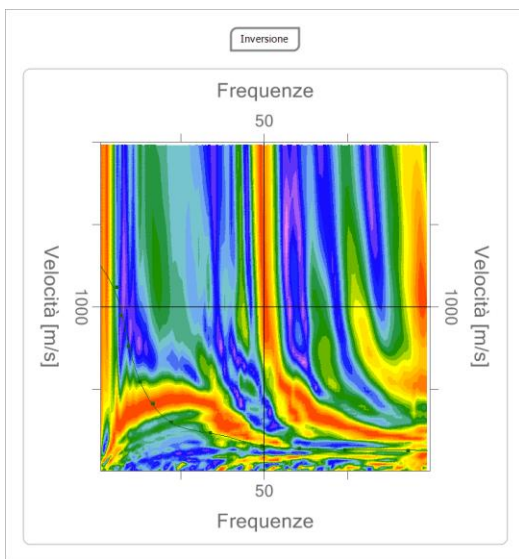 Inversione
Frequenze
50
Velocità [m/s]
1000
1000
Velocità [m/s]
50
Frequenze